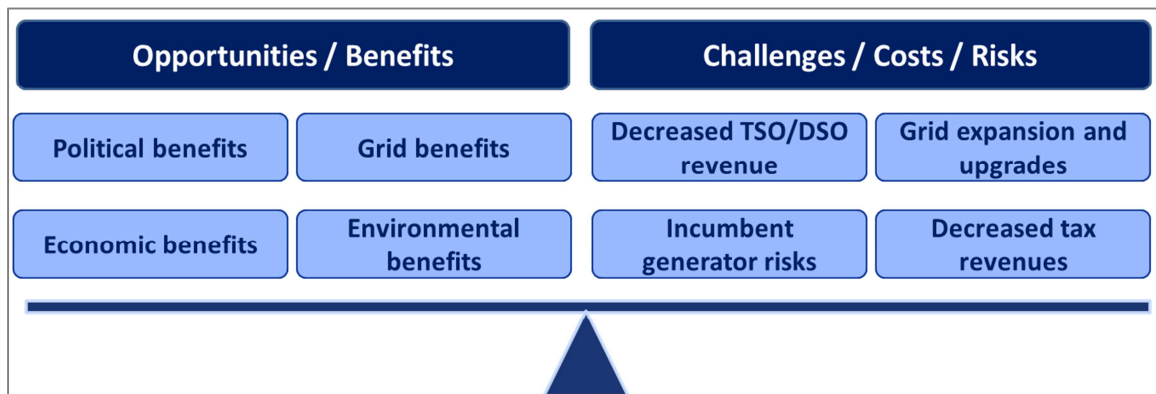 Opportunities / Benefits
Challenges / Costs / Risks
Political benefits
Grid benefits
Decreased TSO/DSO
revenue
Grid expansion and
upgrades
Economic benefits
Environmental
benefits
Incumbent
generator risks
Decreased tax
revenues